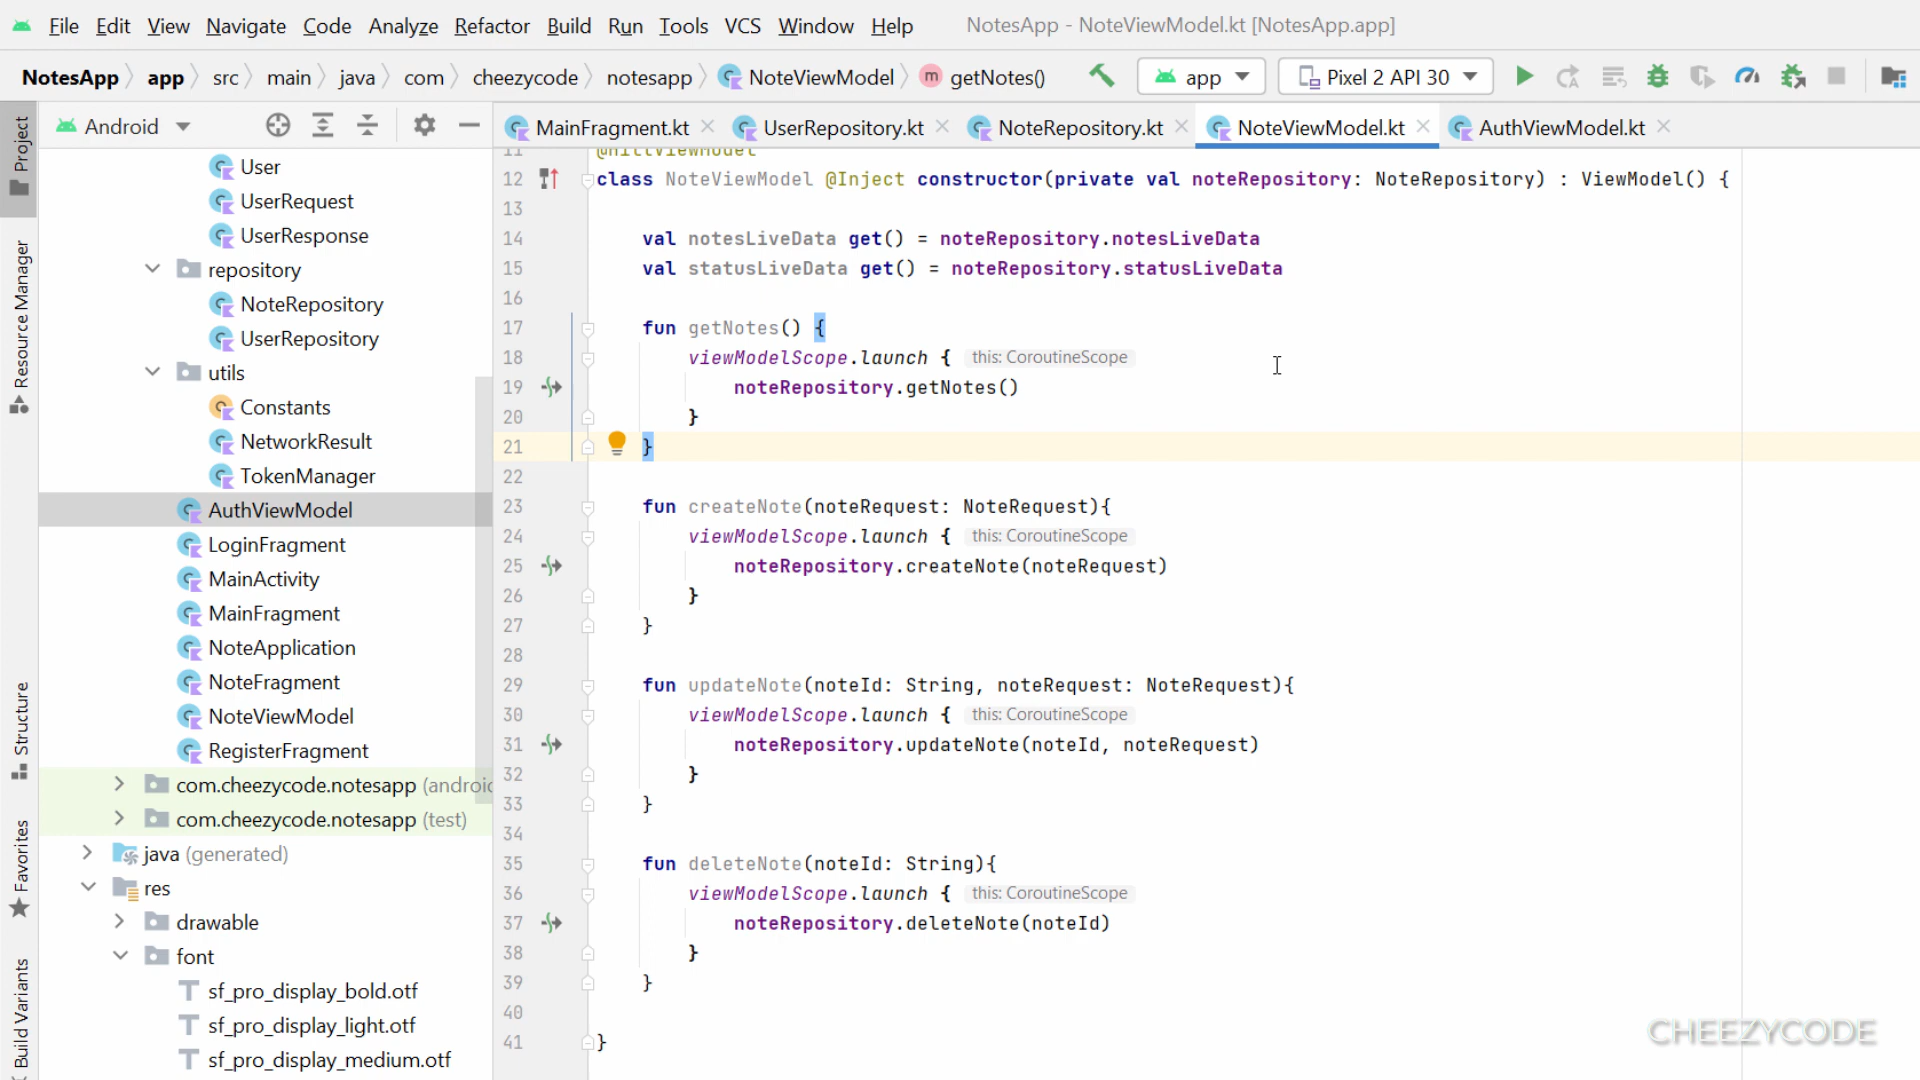 File Edit View Navigate Code Analyze Refactor Build Run Tools VCS Window Help NotesApp - NoteViewModel.kt [NotesApp.app]
NotesApp app src main java com cheezycode notesapp NoteViewModel getNotes() app Pixel 2 API 30
Project
Resource Manager
Structure
Favorites
Build Variants
Android
User
UserRequest
UserResponse
repository
NoteRepository
UserRepository
utils
Constants
NetworkResult
TokenManager
AuthViewModel
LoginFragment
MainActivity
MainFragment
NoteApplication
NoteFragment
NoteViewModel
RegisterFragment
com.cheezycode.notesapp (androi
com.cheezycode.notesapp (test)
java (generated)
res
drawable
font
sf_pro_display_bold.otf
sf_pro_display_light.otf
sf_pro_display_medium.otf
MainFragment.kt UserRepository.kt NoteRepository.kt NoteViewModel.kt AuthViewModel.kt
11 @HiltViewModel
12 class NoteViewModel @Inject constructor(private val noteRepository: NoteRepository) : ViewModel() {
13
14 val notesLiveData get() = noteRepository.notesLiveData
15 val statusLiveData get() = noteRepository.statusLiveData
16
17 fun getNotes() {
18 viewModelScope.launch { this: CoroutineScope
19 noteRepository.getNotes()
20 }
21 }
22
23 fun createNote(noteRequest: NoteRequest){
24 viewModelScope.launch { this: CoroutineScope
25 noteRepository.createNote(noteRequest)
26 }
27 }
28
29 fun updateNote(noteId: String, noteRequest: NoteRequest){
30 viewModelScope.launch { this: CoroutineScope
31 noteRepository.updateNote(noteId, noteRequest)
32 }
33 }
34
35 fun deleteNote(noteId: String){
36 viewModelScope.launch { this: CoroutineScope
37 noteRepository.deleteNote(noteId)
38 }
39 }
40
41 }
CHEEZYCODE